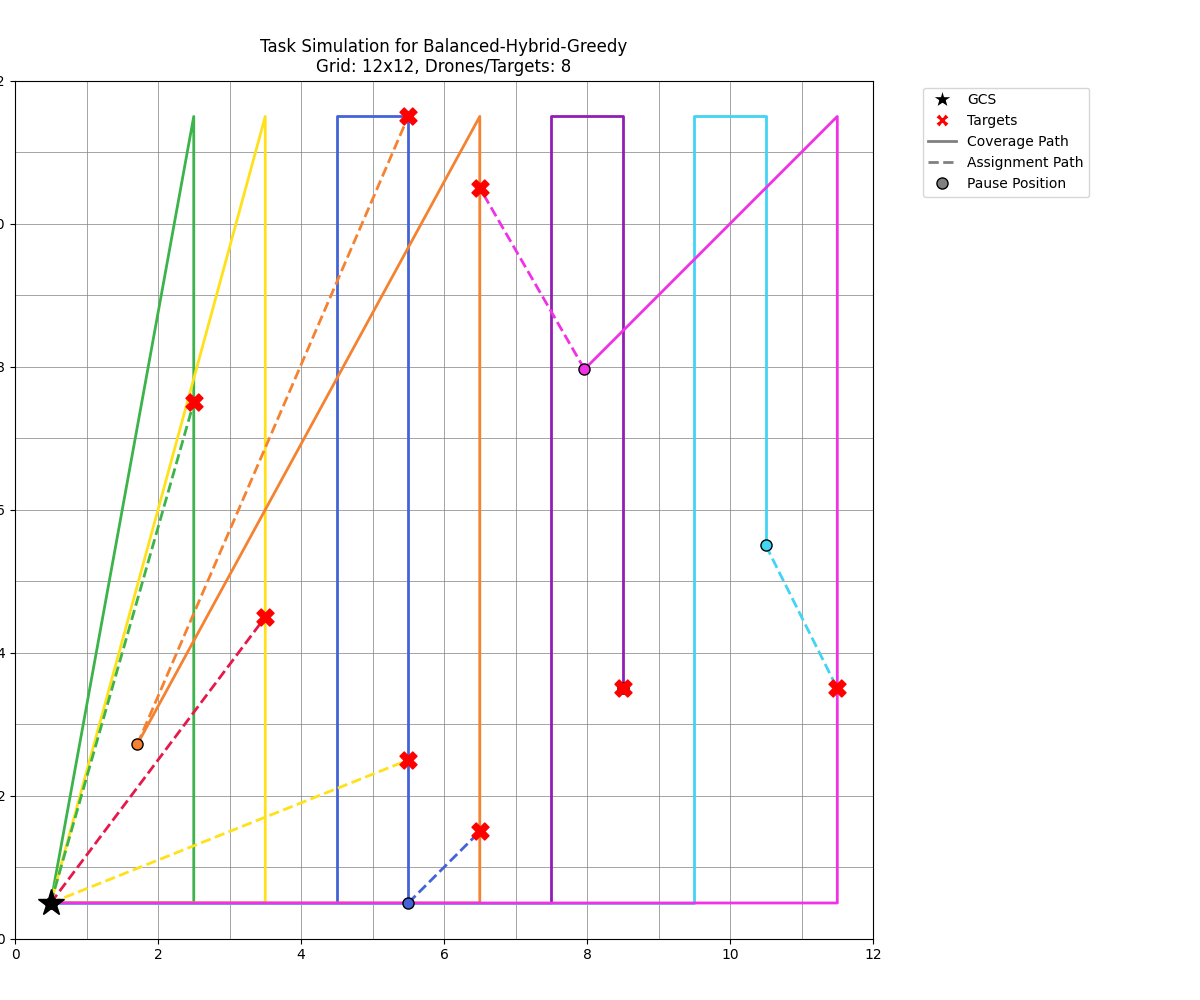 Task Simulation for Balanced-Hybrid-Greedy
Grid: 12x12, Drones/Targets: 8
GCS
Targets
Coverage Path
Assignment Path
Pause Position
2
0
8
6
4
2
0
0 2 4 6 8 10 12